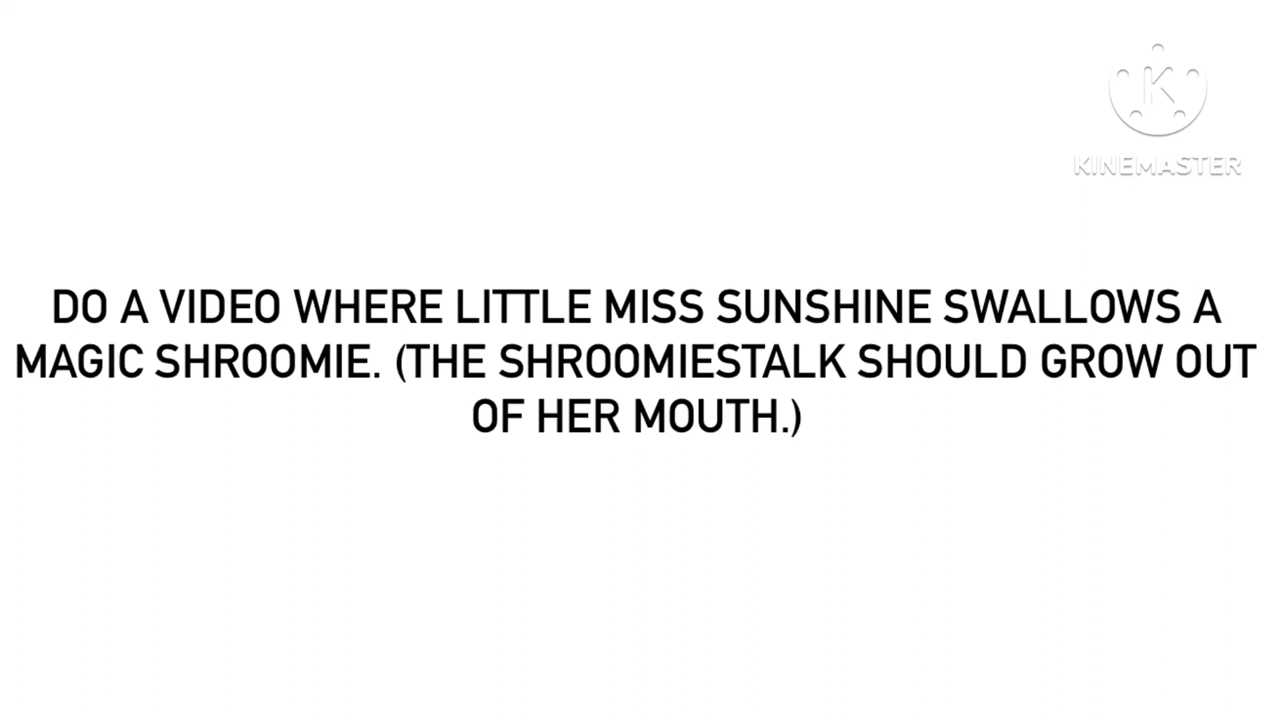 KINEMASTER
DO A VIDEO WHERE LITTLE MISS SUNSHINE SWALLOWS A
MAGIC SHROOMIE. (THE SHROOMIESTALK SHOULD GROW OUT
OF HER MOUTH.)